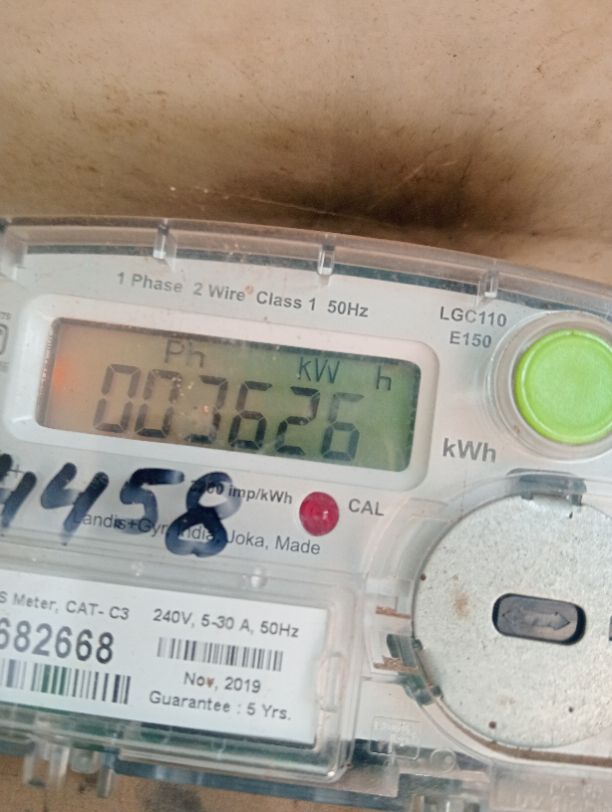 1 Phase 2 Wire Class 1 50Hz
LGC110
E150
Ph kW h
003626
kWh
4458
imp/kWh
CAL
Landis+Gyr India, Joka, Made
S Meter, CAT- C3
682668
240V, 5-30 A, 50Hz
Nov, 2019
Guarantee : 5 Yrs.